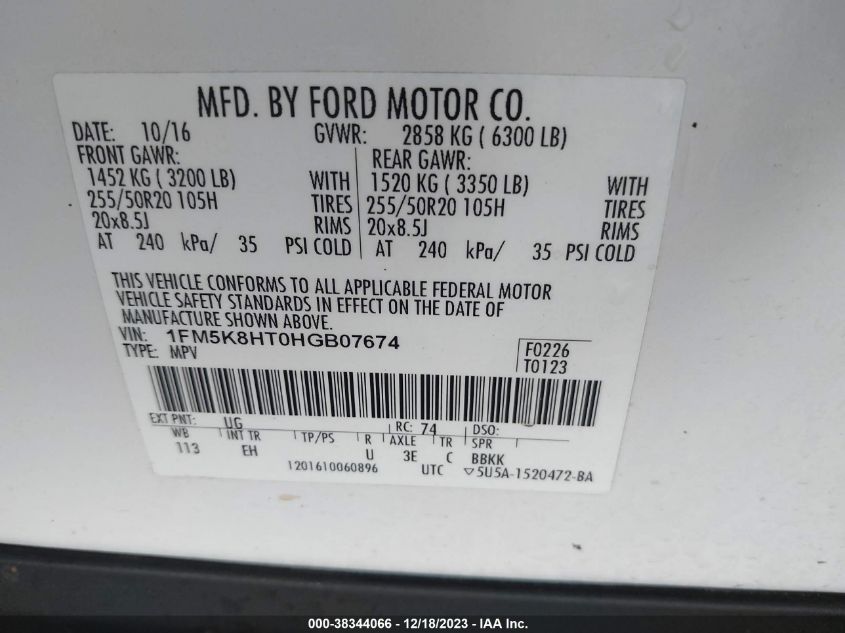 MFD. BY FORD MOTOR CO.
DATE: 10/16 GVWR: 2858 KG ( 6300 LB)
FRONT GAWR: REAR GAWR:
1452 KG ( 3200 LB) WITH 1520 KG ( 3350 LB) WITH
255/50R20 105H TIRES 255/50R20 105H TIRES
20x8.5J RIMS 20x8.5J RIMS
AT 240 kPa/ 35 PSI COLD AT 240 kPa/ 35 PSI COLD
THIS VEHICLE CONFORMS TO ALL APPLICABLE FEDERAL MOTOR
VEHICLE SAFETY STANDARDS IN EFFECT ON THE DATE OF
MANUFACTURE SHOWN ABOVE.
VIN: 1FM5K8HT0HGB07674 F0226
TYPE: MPV T0123
EXT PNT: UG RC: 74 DSO:
WB INT TR TP/PS R AXLE TR SPR
113 EH U 3E C BBKK
1201610060896 UTC ▽5U5A-1520472-BA
000-38344066 - 12/18/2023 - IAA Inc.